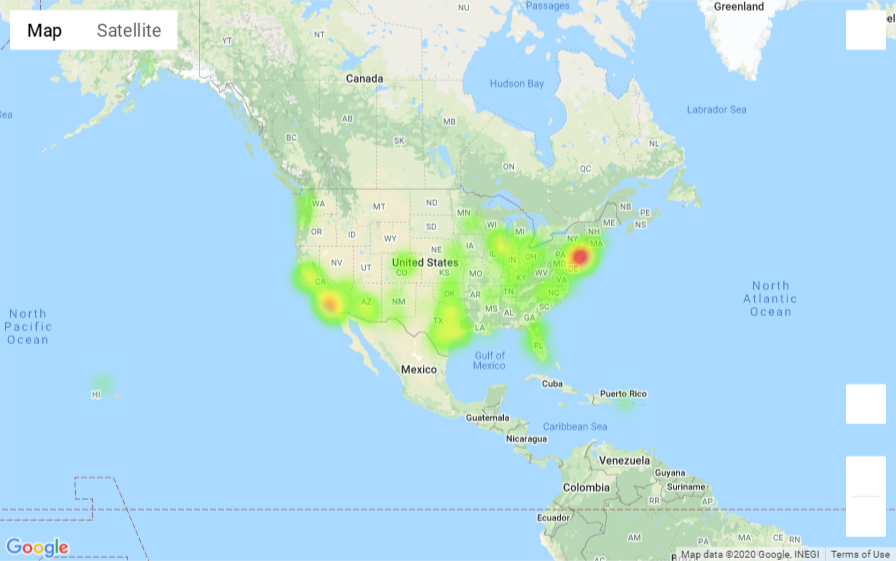 Greenland
Passages
NU
Map
Satellite
YT
NT
Canada
Hudson Bay
Labrador Sea
AB
MB
BC
SK
NL
ON
QC
WA
MT
ND
MN
NB
PE
NS
OR
ID
SD
WI
MI
NH
ME
WY
NY
MA
NE
IA
NV
UT
United States
IL
IN
OH
PA
MD
DE
CO
KS
MO
KY
WV
VA
CA
AZ
NM
OK
AR
TN
NC
SC
TX
MS
AL
GA
LA
FL
North
Pacific
Ocean
North
Atlantic
Ocean
Gulf of
Mexico
Mexico
HI
Cuba
Puerto Rico
Guatemala
Nicaragua
Caribbean Sea
Venezuela
Guyana
Colombia
Suriname
RR
AP
Ecuador
AM
PA
MA
CE
RN
Google
Map data ©2020 Google, INEGI
Terms of Use